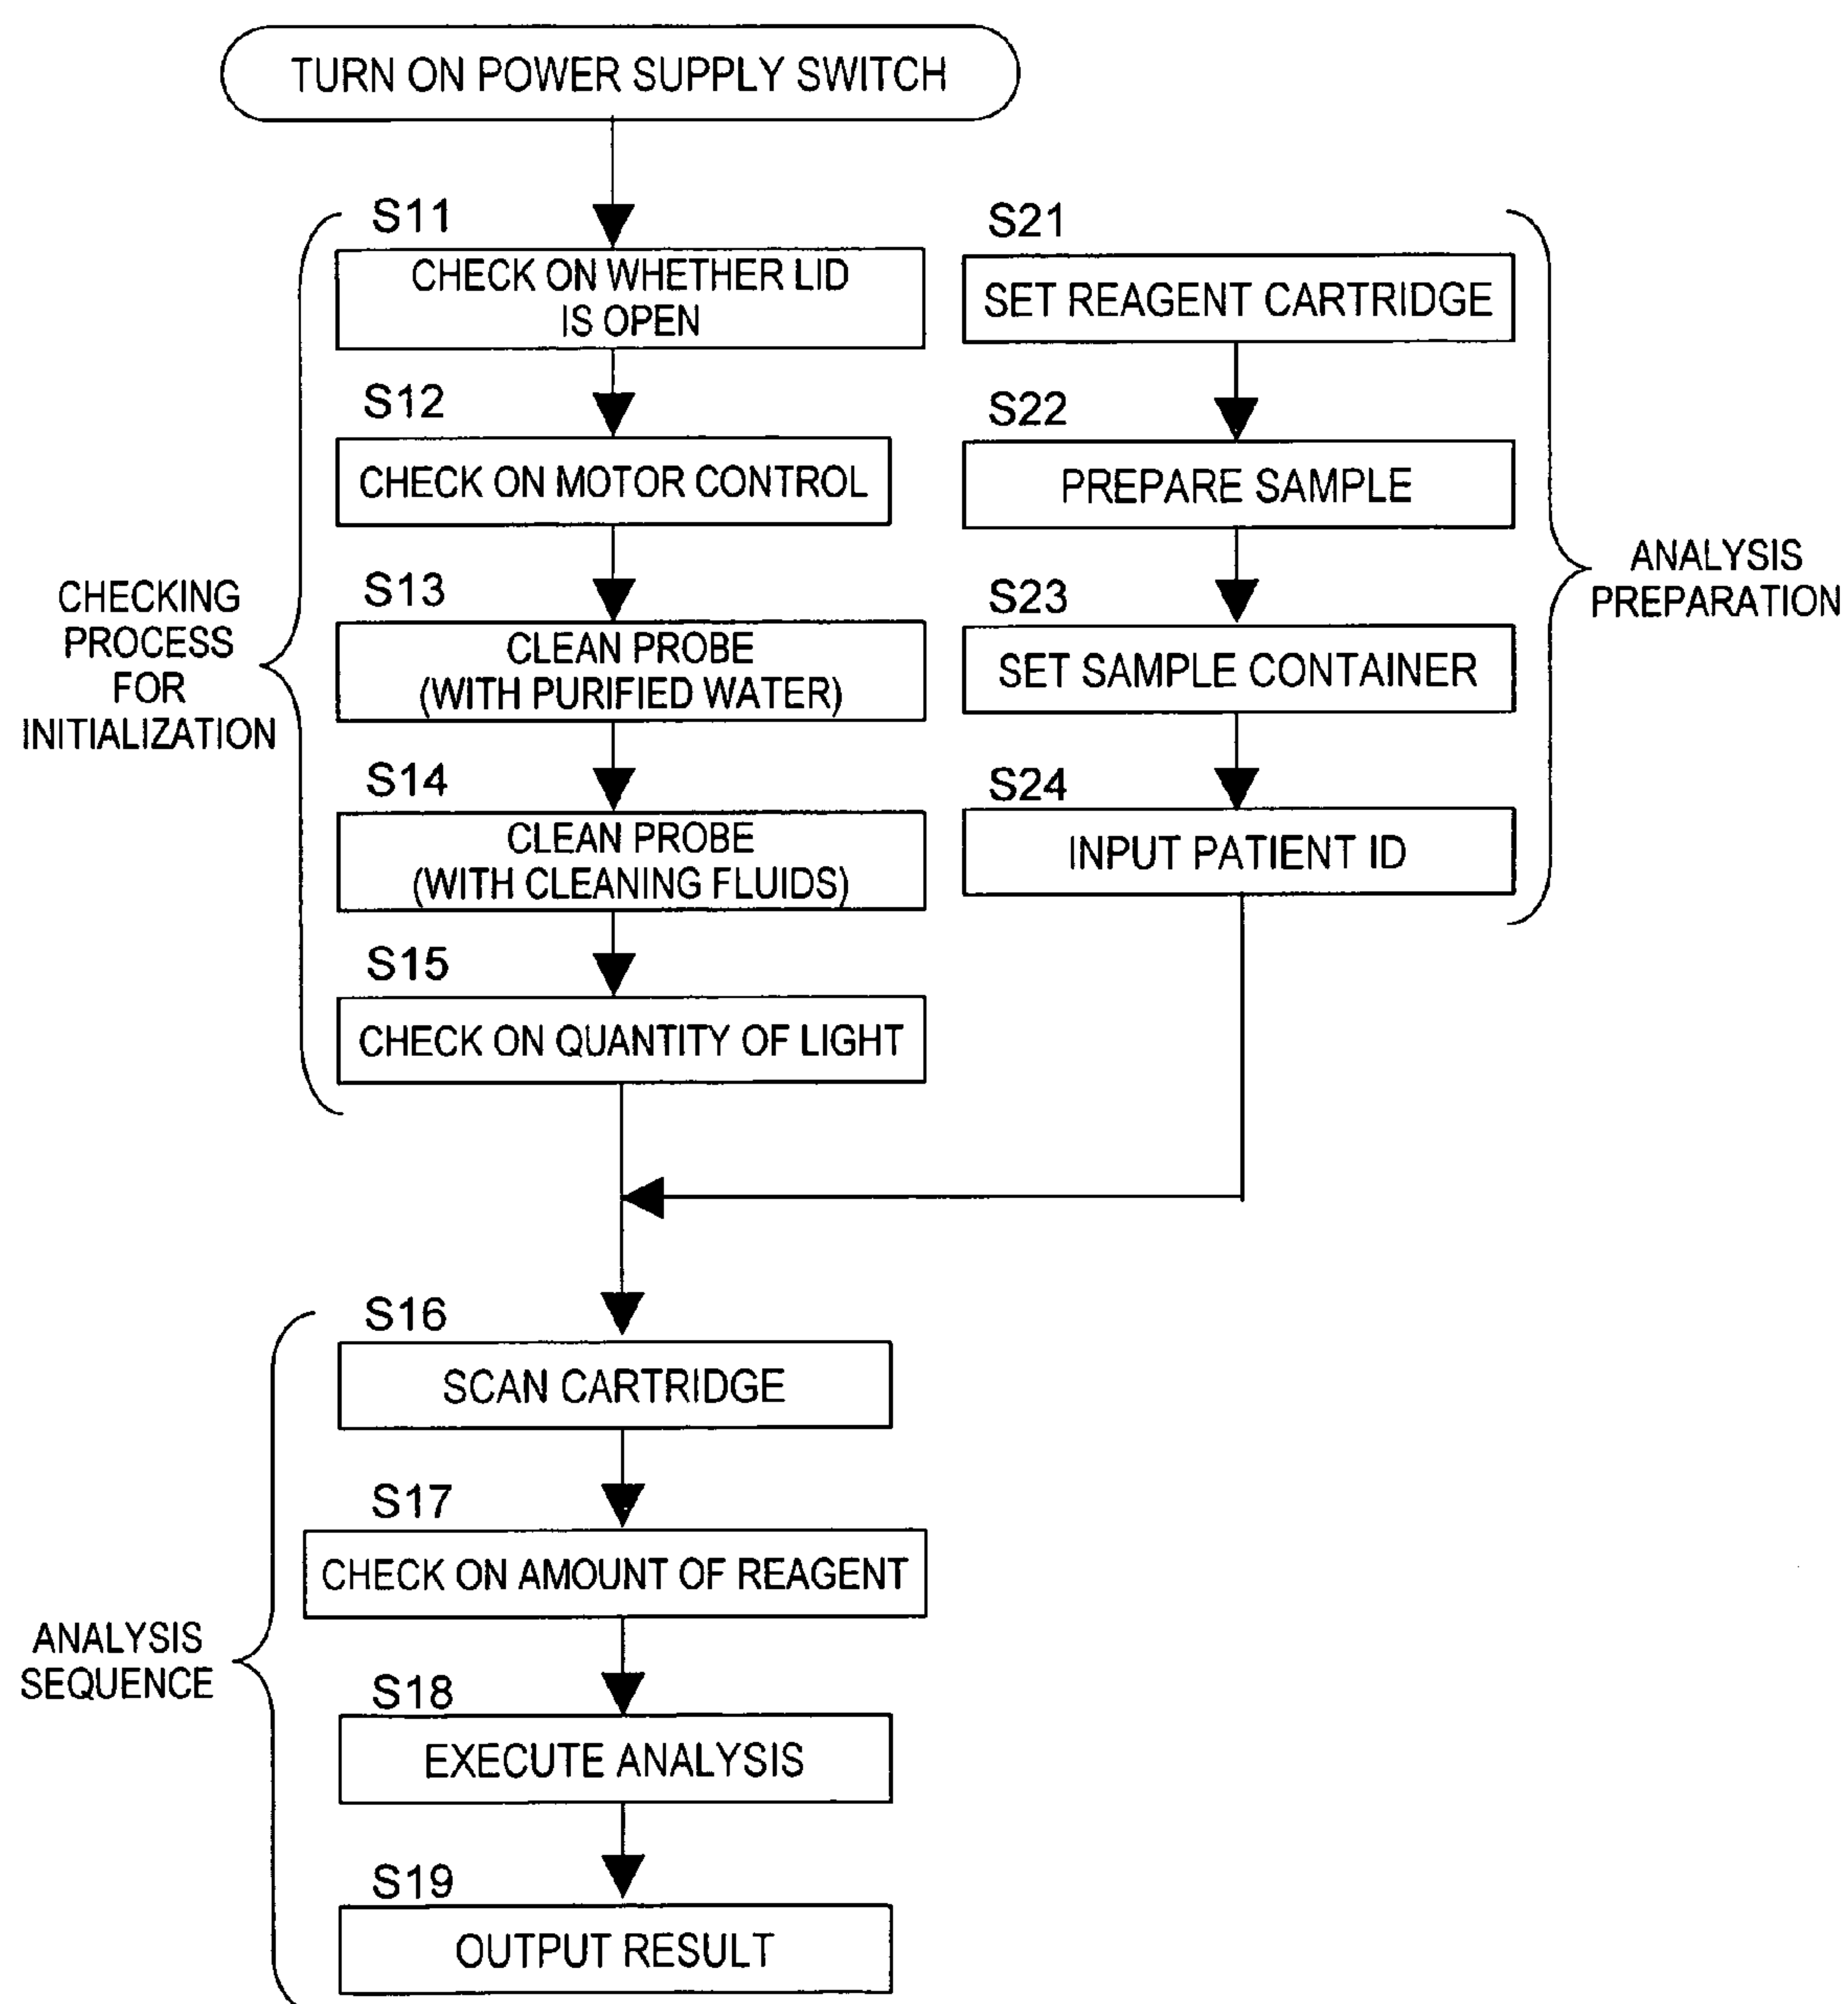 TURN ON POWER SUPPLY SWITCH
S11
CHECK ON WHETHER LID
IS OPEN
S12
CHECK ON MOTOR CONTROL
S13
CLEAN PROBE
(WITH PURIFIED WATER)
S14
CLEAN PROBE
(WITH CLEANING FLUIDS)
S15
CHECK ON QUANTITY OF LIGHT
CHECKING
PROCESS
FOR
INITIALIZATION
S21
SET REAGENT CARTRIDGE
S22
PREPARE SAMPLE
S23
SET SAMPLE CONTAINER
S24
INPUT PATIENT ID
ANALYSIS
PREPARATION
S16
SCAN CARTRIDGE
S17
CHECK ON AMOUNT OF REAGENT
S18
EXECUTE ANALYSIS
S19
OUTPUT RESULT
ANALYSIS
SEQUENCE